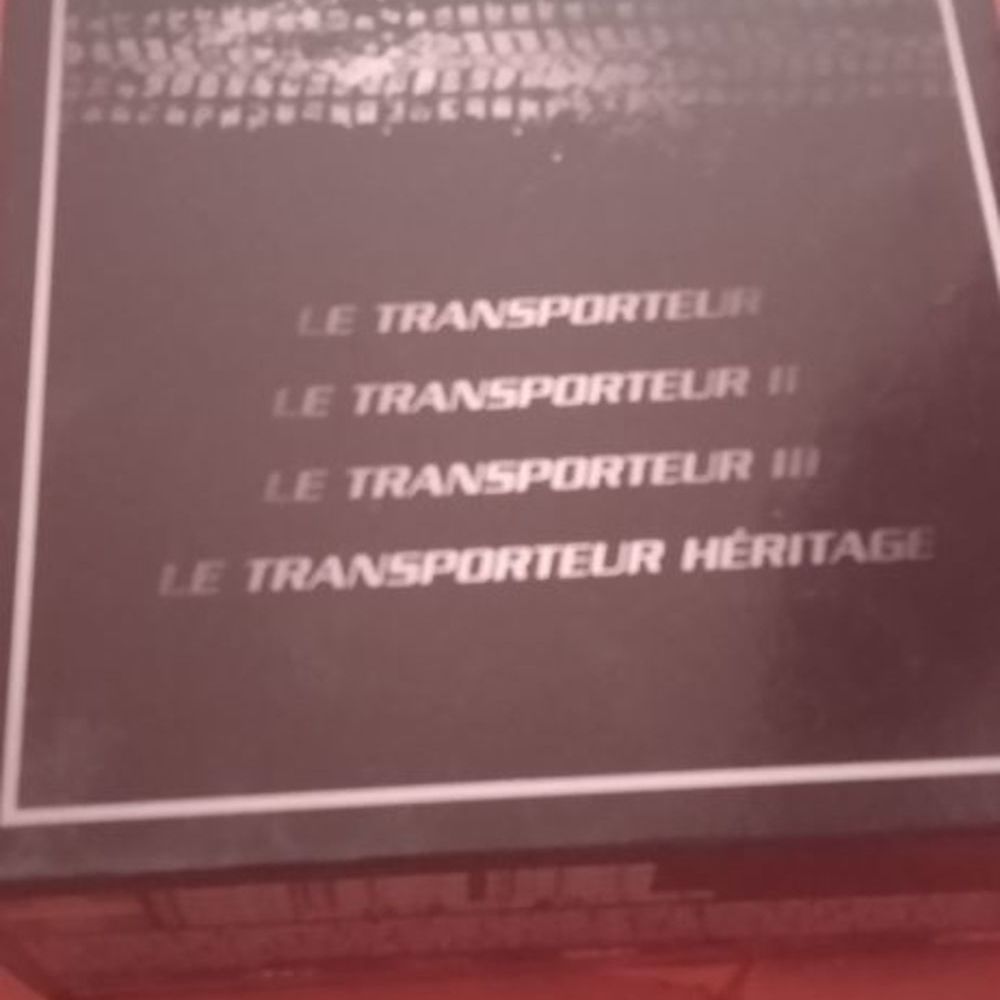 LE TRANSPORTEUR
LE TRANSPORTEUR II
LE TRANSPORTEUR III
LE TRANSPORTEUR HÉRITAGE